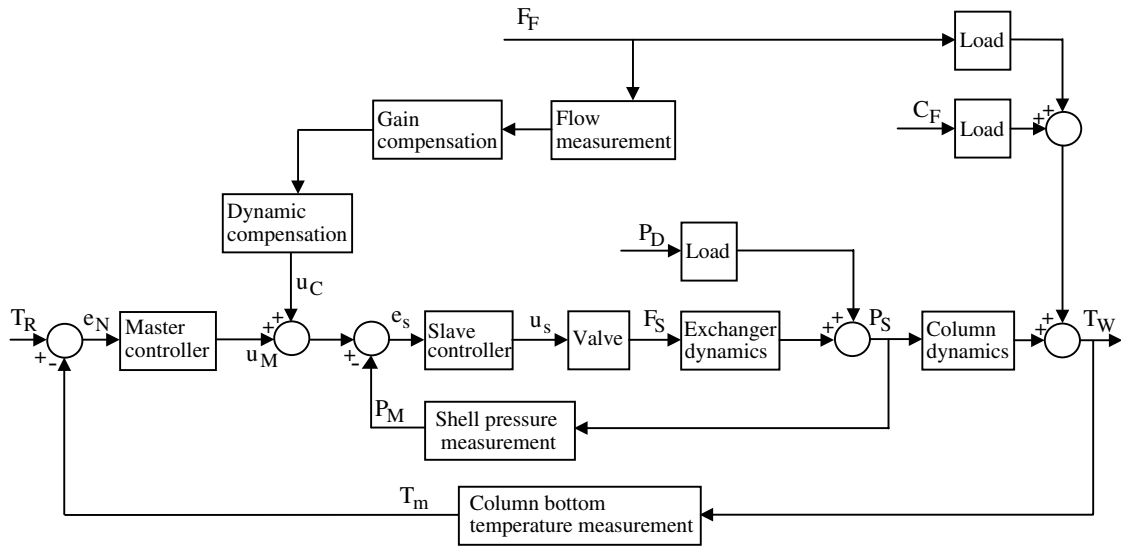 F_F
Load
C_F
Load
Gain
compensation
Flow
measurement
+ +
Dynamic
compensation
P_D
Load
u_C
T_R
e_N
Master
controller
u_M
+ +
e_s
Slave
controller
u_s
Valve
F_S
Exchanger
dynamics
+ +
P_S
Column
dynamics
+ +
T_W
+ -
+ -
P_M
Shell pressure
measurement
T_m
Column bottom
temperature measurement